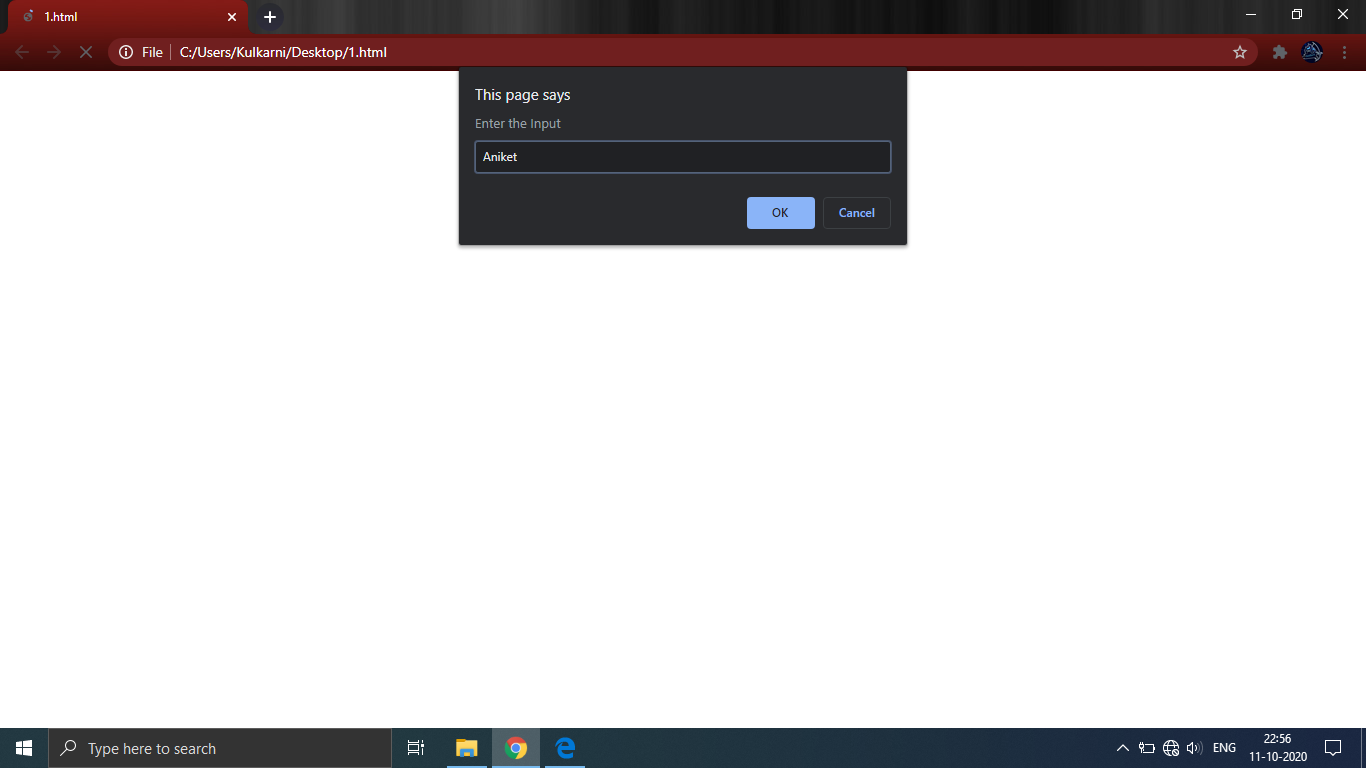 1.html
File
C:/Users/Kulkarni/Desktop/1.html
This page says
Enter the Input
Aniket
OK
Cancel
Type here to search
ENG
22:56
11-10-2020